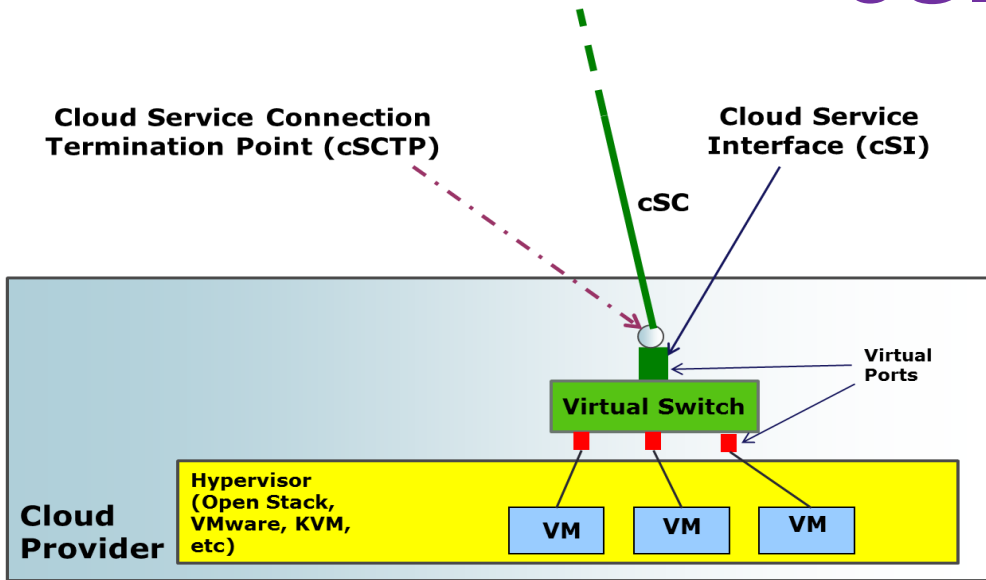 Cloud Service Connection
Termination Point (cSCTP)
Cloud Service
Interface (cSI)
cSC
Virtual
Ports
Virtual Switch
Hypervisor
(Open Stack,
VMware, KVM,
etc)
Cloud
Provider
VM
VM
VM